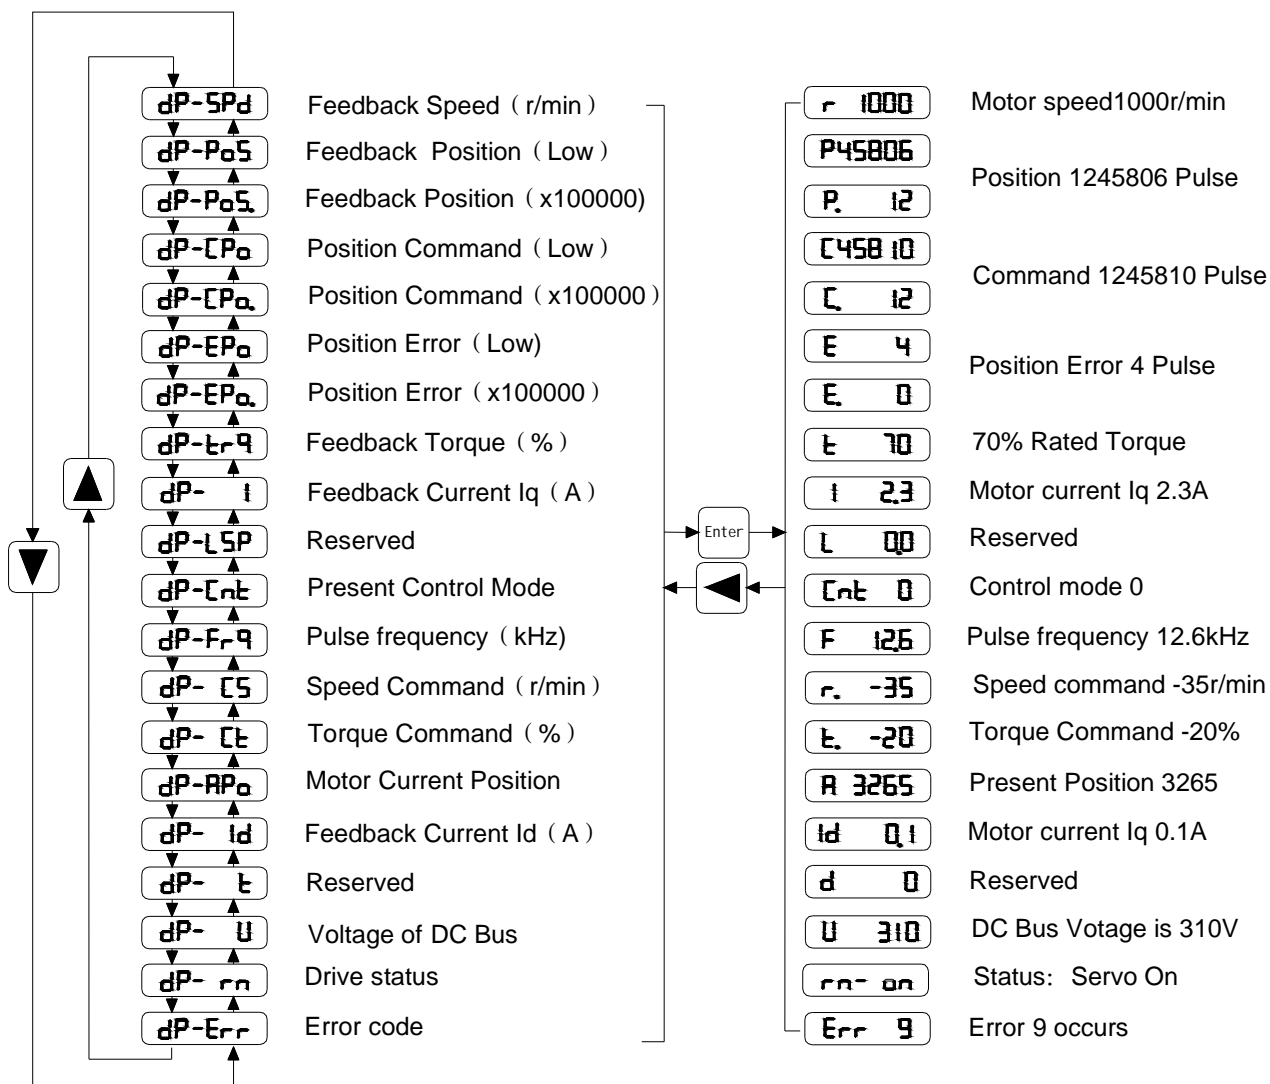 dP-SPd Feedback Speed（r/min） r 1000 Motor speed1000r/min
dP-PoS Feedback Position（Low） P45806
Position 1245806 Pulse
dP-PoS. Feedback Position（x100000) P. 12
dP-CPo Position Command（Low） C45810
Command 1245810 Pulse
dP-CPo. Position Command（x100000） C. 12
dP-EPo Position Error（Low) E 4
Position Error 4 Pulse
dP-EPo. Position Error（x100000） E. 0
dP-trq Feedback Torque（%） t 70 70% Rated Torque
dP- I Feedback Current Iq（A） I 2.3 Motor current Iq 2.3A
dP-LSP Reserved Enter L 0.0 Reserved
dP-Cnt Present Control Mode Cnt 0 Control mode 0
dP-Frq Pulse frequency（kHz) F 12.6 Pulse frequency 12.6kHz
dP- CS Speed Command（r/min） r. -35 Speed command -35r/min
dP- Ct Torque Command（%） t. -20 Torque Command -20%
dP-APo Motor Current Position A 3265 Present Position 3265
dP- Id Feedback Current Id（A） Id 0.1 Motor current Iq 0.1A
dP- t Reserved d 0 Reserved
dP- U Voltage of DC Bus U 310 DC Bus Votage is 310V
dP- rn Drive status rn- on Status: Servo On
dP-Err Error code Err 9 Error 9 occurs